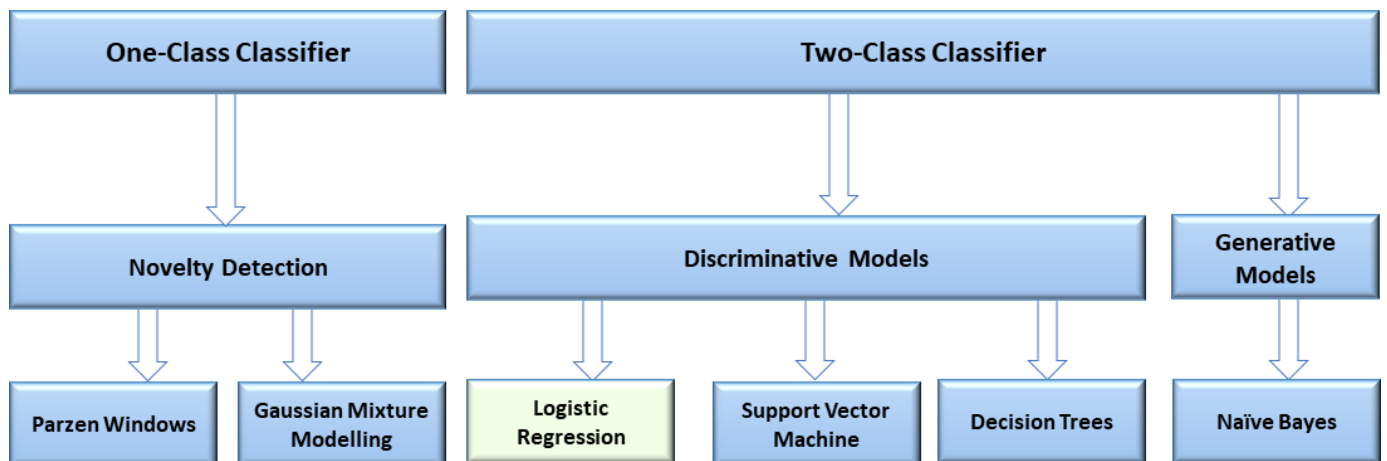 One-Class Classifier
Two-Class Classifier
Novelty Detection
Discriminative Models
Generative
Models
Parzen Windows
Gaussian Mixture
Modelling
Logistic
Regression
Support Vector
Machine
Decision Trees
Naïve Bayes